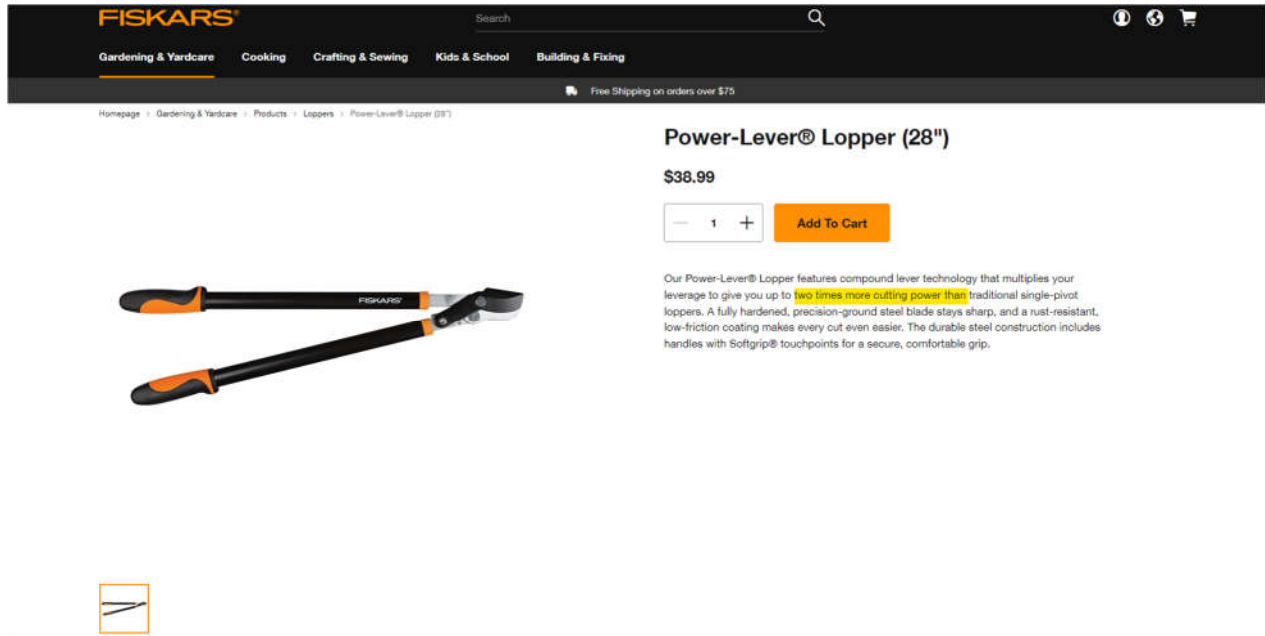 FISKARS®
Search
Gardening & Yardcare Cooking Crafting & Sewing Kids & School Building & Fixing
Free Shipping on orders over $75
Homepage > Gardening & Yardcare > Products > Loppers > Power-Lever® Lopper (28")
Power-Lever® Lopper (28")
$38.99
— 1 + Add To Cart
Our Power-Lever® Lopper features compound lever technology that multiplies your
leverage to give you up to two times more cutting power than traditional single-pivot
loppers. A fully hardened, precision-ground steel blade stays sharp, and a rust-resistant,
low-friction coating makes every cut even easier. The durable steel construction includes
handles with Softgrip® touchpoints for a secure, comfortable grip.
FISKARS®